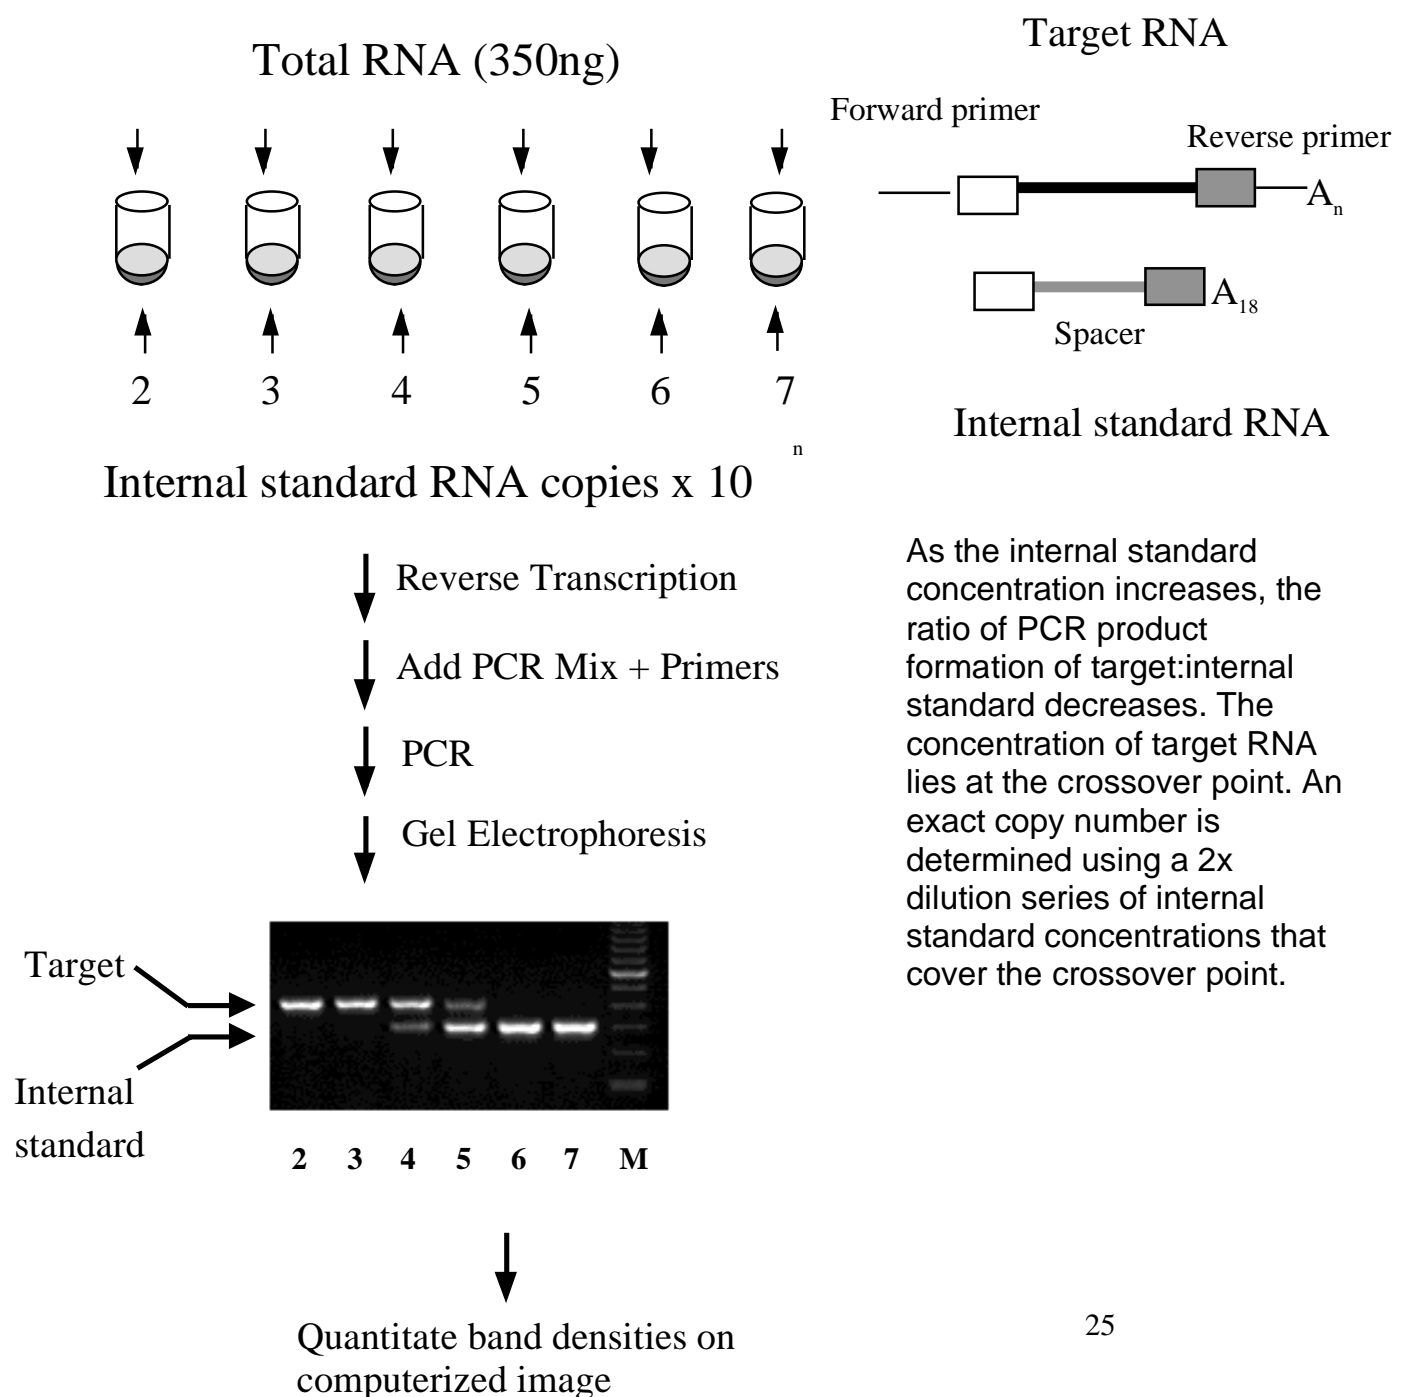 Total RNA (350ng)
2 3 4 5 6 7
n
Internal standard RNA copies x 10
Target RNA
Forward primer
Reverse primer
An
A18
Spacer
Internal standard RNA
Reverse Transcription
Add PCR Mix + Primers
PCR
Gel Electrophoresis
As the internal standard
concentration increases, the
ratio of PCR product
formation of target:internal
standard decreases. The
concentration of target RNA
lies at the crossover point. An
exact copy number is
determined using a 2x
dilution series of internal
standard concentrations that
cover the crossover point.
Target
Internal
standard
2 3 4 5 6 7 M
Quantitate band densities on
computerized image
25